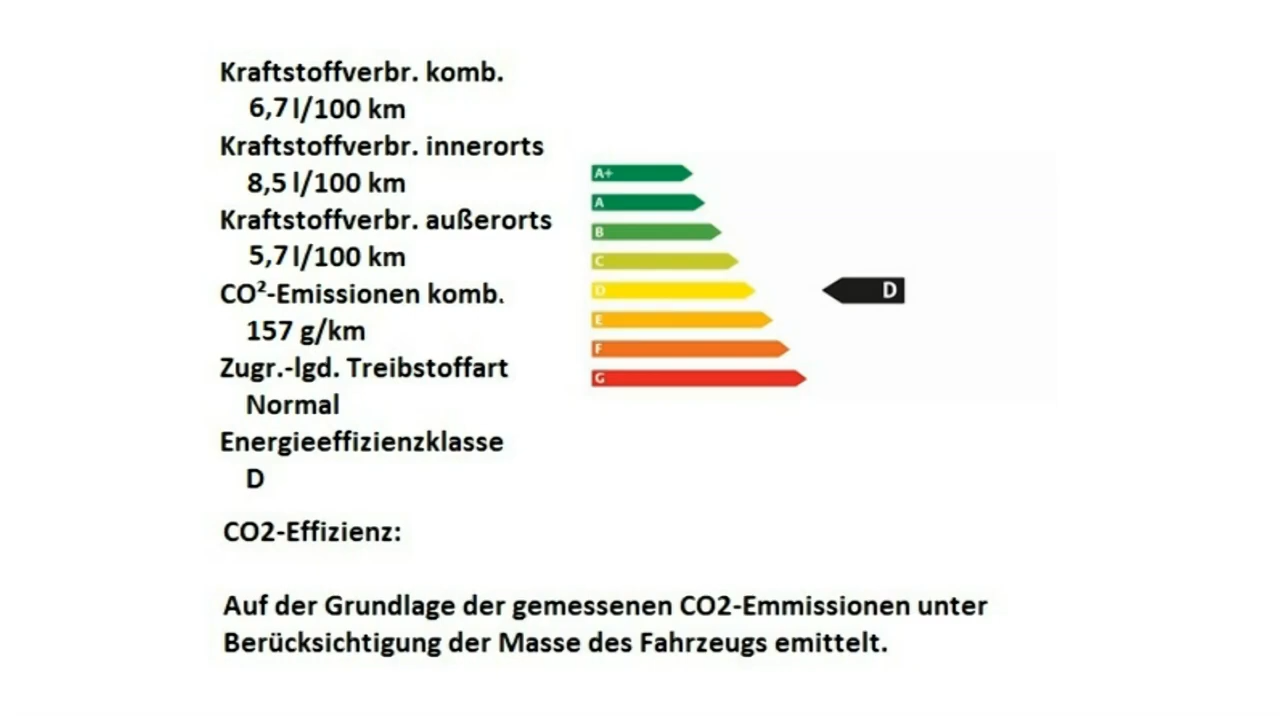 Kraftstoffverbr. komb.
6,7 l/100 km
Kraftstoffverbr. innerorts
8,5 l/100 km
Kraftstoffverbr. außerorts
5,7 l/100 km
CO²-Emissionen komb.
157 g/km
Zugr.-lgd. Treibstoffart
Normal
Energieeffizienzklasse
D
A+
A
B
C
D
E
F
G
D
CO2-Effizienz:
Auf der Grundlage der gemessenen CO2-Emmissionen unter
Berücksichtigung der Masse des Fahrzeugs emittelt.